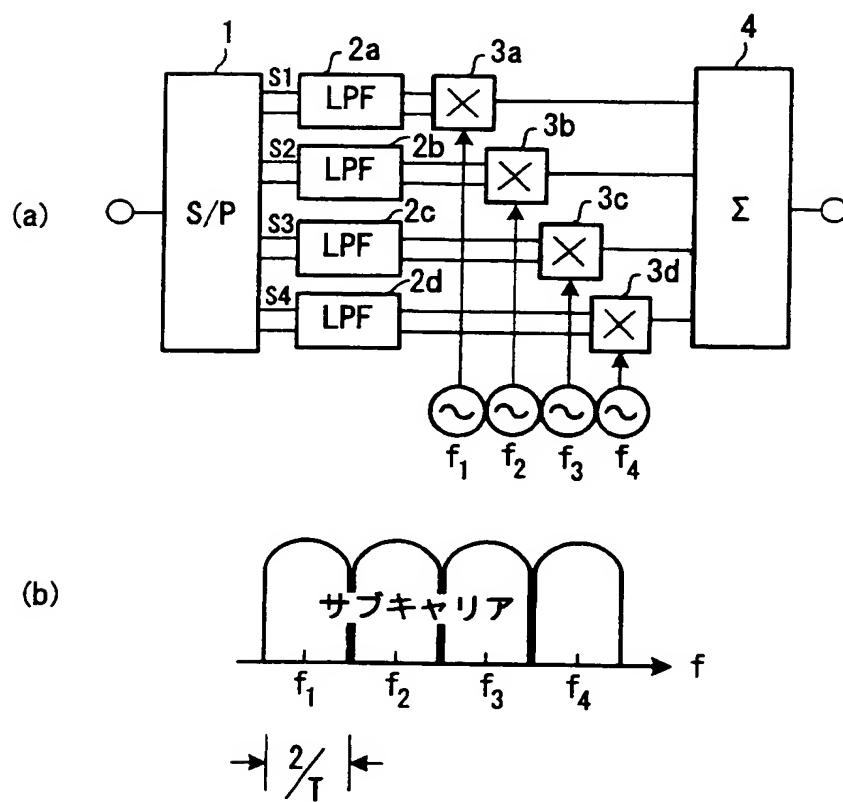 1
2a
3a
4
S1
LPF
2b
3b
S2
LPF
2c
3c
(a)
S/P
S3
LPF
2d
3d
Σ
S4
LPF
f₁
f₂
f₃
f₄
(b)
サブキャリア
f
f₁
f₂
f₃
f₄
2/T